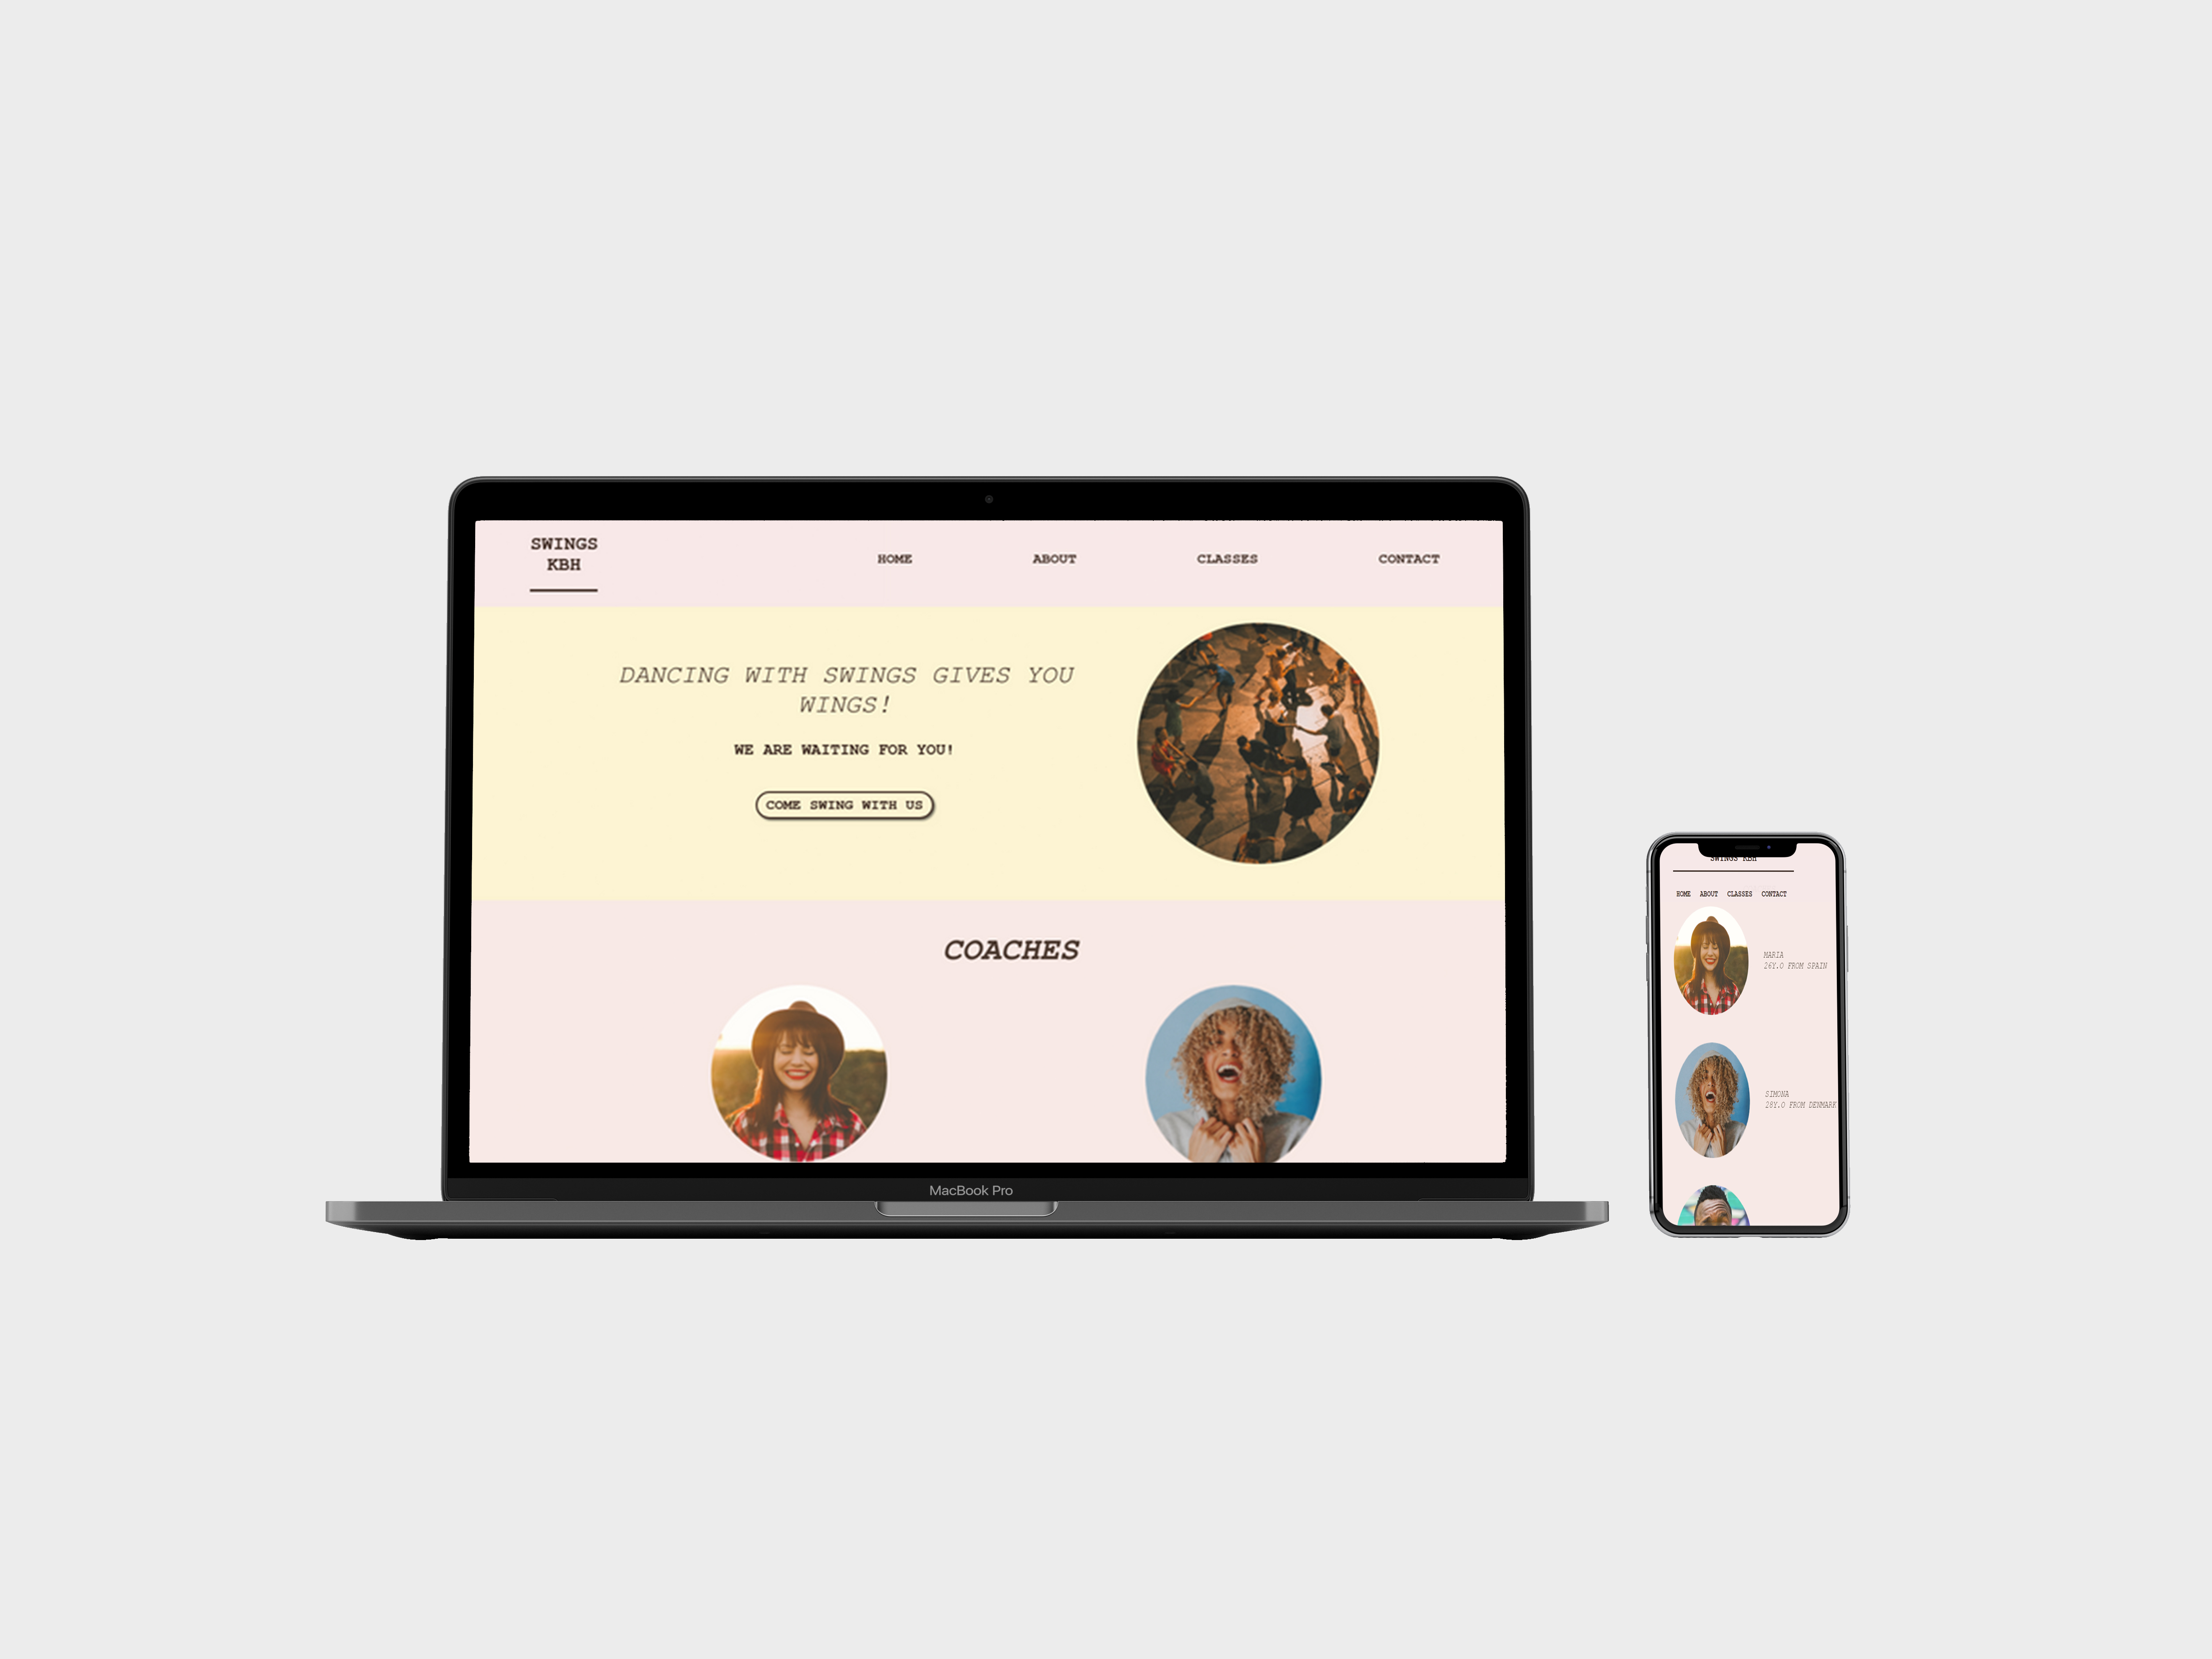 SWINGS
KBH
HOME ABOUT CLASSES CONTACT
DANCING WITH SWINGS GIVES YOU
WINGS!
WE ARE WAITING FOR YOU!
COME SWING WITH US
COACHES
MacBook Pro
SWINGS KBH
HOME ABOUT CLASSES CONTACT
MARIA
26Y.O FROM SPAIN
SIMONA
28Y.O FROM DENMARK